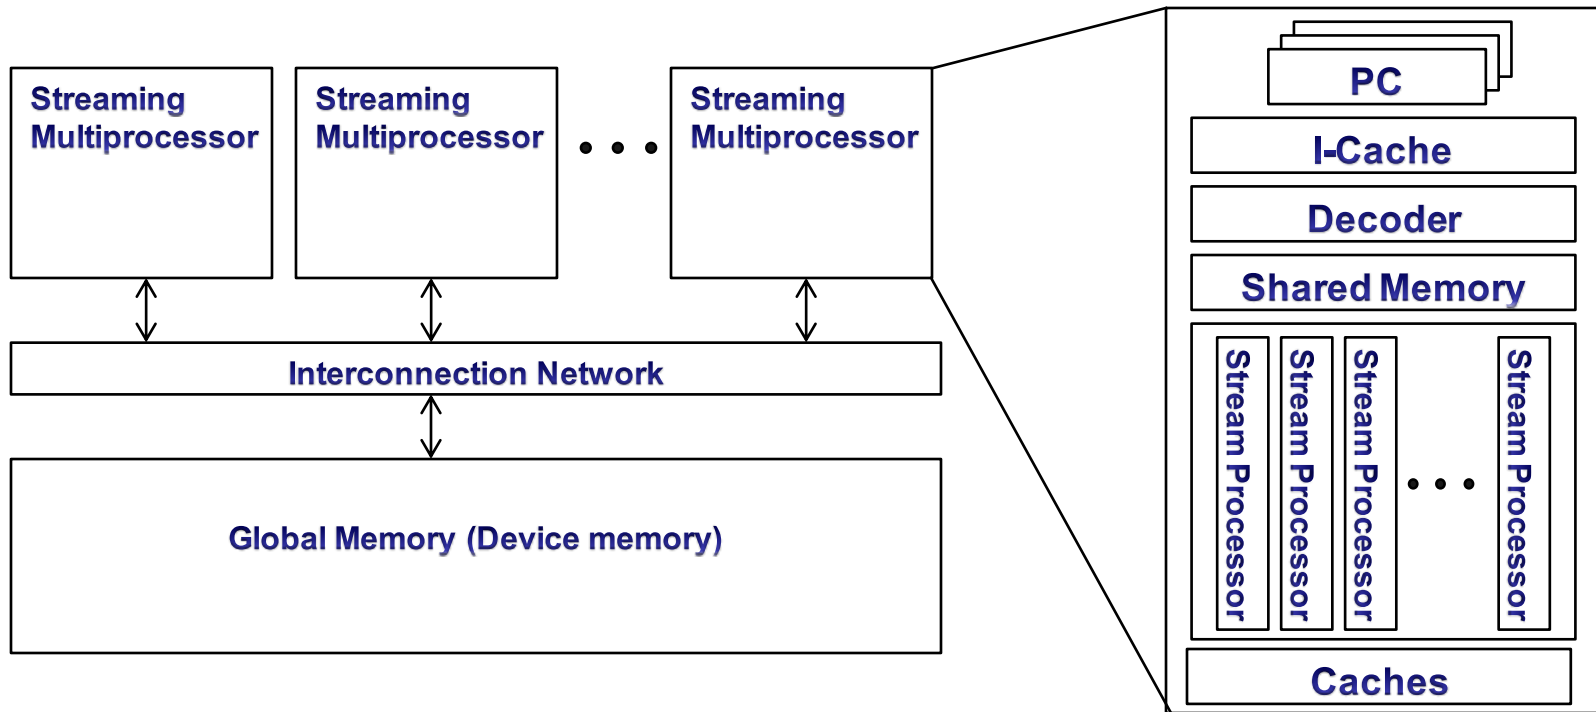 Streaming
Multiprocessor
Streaming
Multiprocessor
Streaming
Multiprocessor
Interconnection Network
Global Memory (Device memory)
PC
I-Cache
Decoder
Shared Memory
Stream Processor
Stream Processor
Stream Processor
Stream Processor
Caches